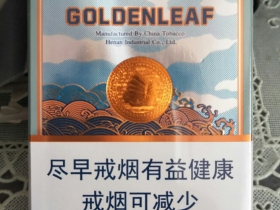 GOLDENLEAF
Manufactured By China Tobacco
Henan Industrial Co., Ltd.
尽早戒烟有益健康
戒烟可减少